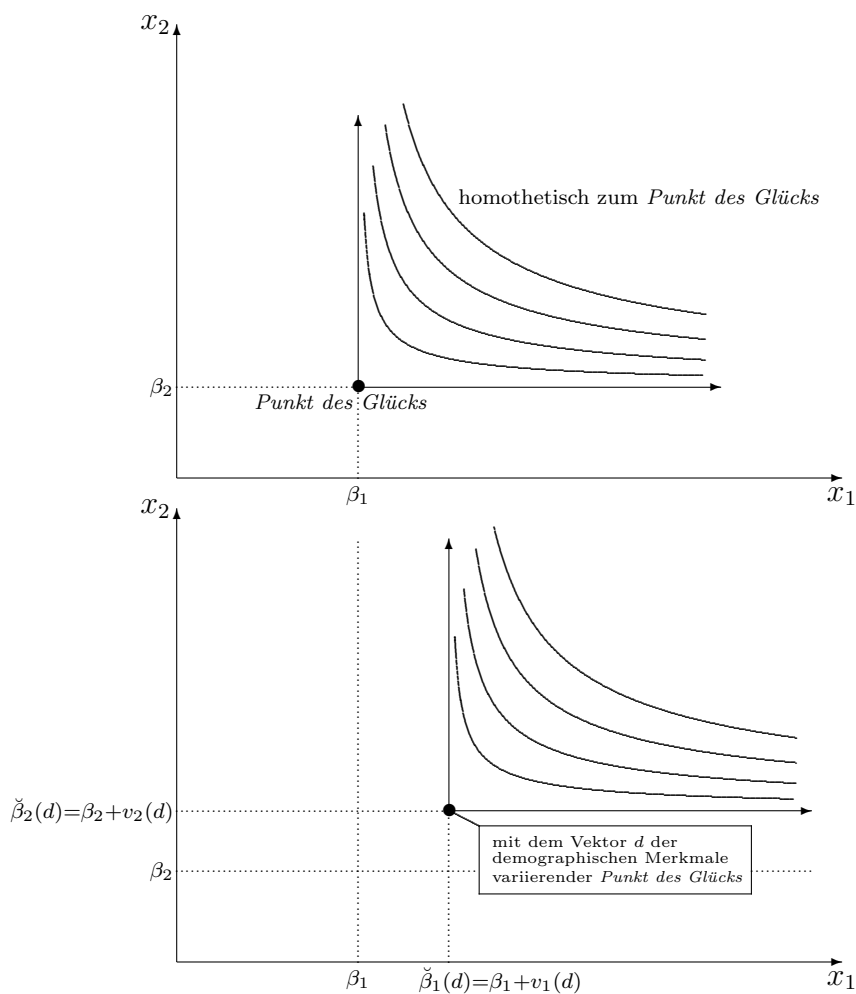 x₂
homothetisch zum Punkt des Glücks
β₂
Punkt des Glücks
β₁
x₁
x₂
β̆₂(d)=β₂+v₂(d)
mit dem Vektor d der
demographischen Merkmale
variierender Punkt des Glücks
β₂
β₁
β̆₁(d)=β₁+v₁(d)
x₁